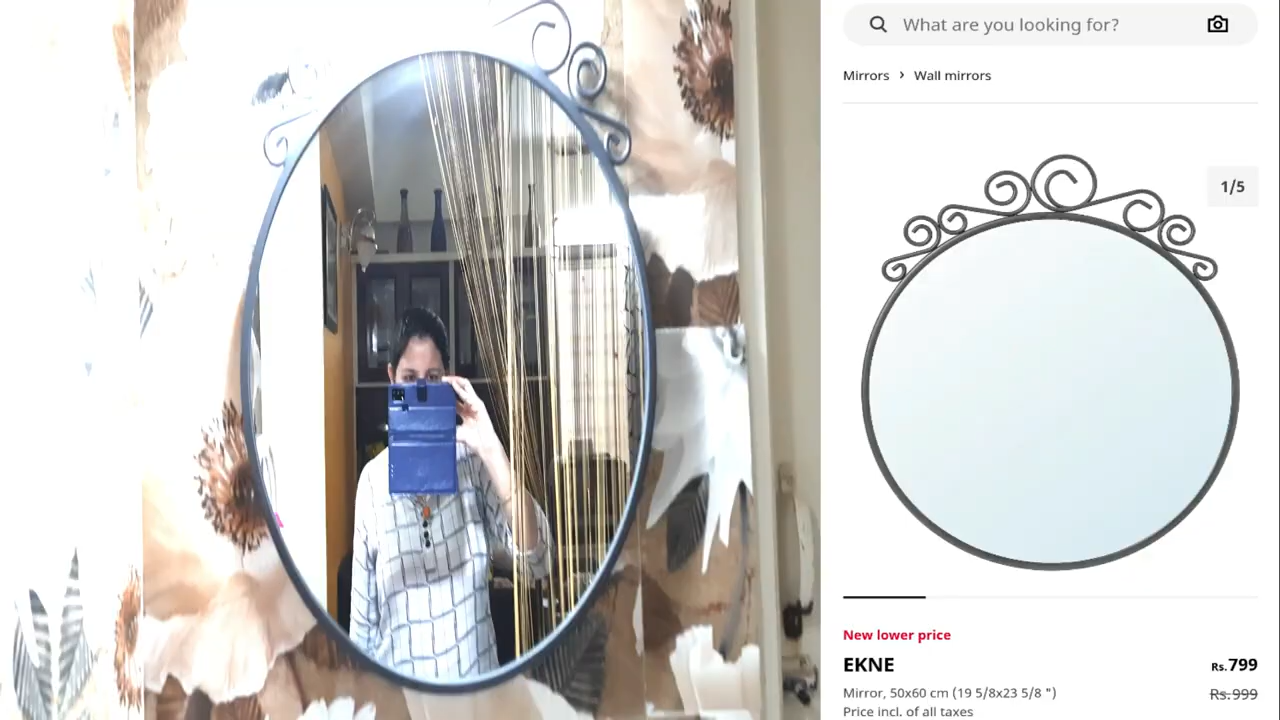 What are you looking for?
Mirrors > Wall mirrors
1/5
New lower price
EKNE Rs.799
Mirror, 50x60 cm (19 5/8x23 5/8 ") Rs.999
Price incl. of all taxes